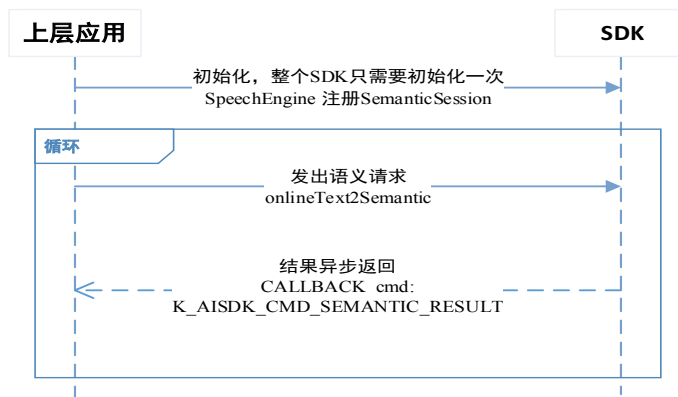 上层应用
SDK
初始化，整个SDK只需要初始化一次
SpeechEngine 注册SemanticSession
循环
发出语义请求
onlineText2Semantic
结果异步返回
CALLBACK cmd:
K_AISDK_CMD_SEMANTIC_RESULT